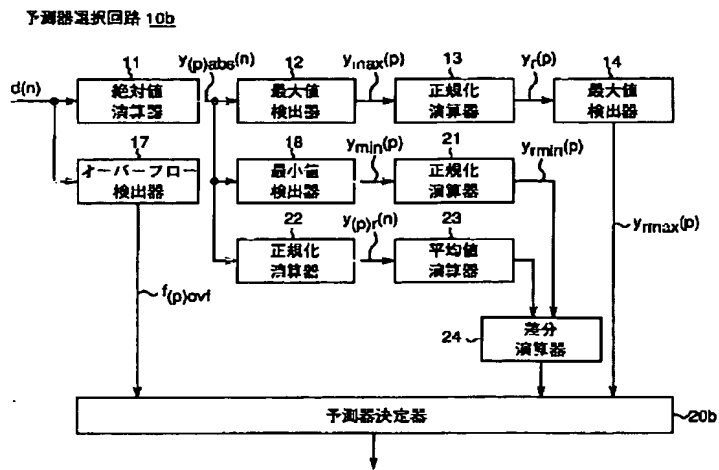 予測器選択回路 10b
11
y(p)abs(n)
12
ymax(p)
13
yr(p)
14
d(n)
絶対値
演算器
最大値
検出器
正規化
演算器
最大値
検出器
17
18
ymin(p)
21
yrmin(p)
オーバーフロー
検出器
最小値
検出器
正規化
演算器
22
y(p)r(n)
23
yrmax(p)
正規化
演算器
平均値
演算器
f(p)ovf
24
差分
演算器
予測器決定器
20b